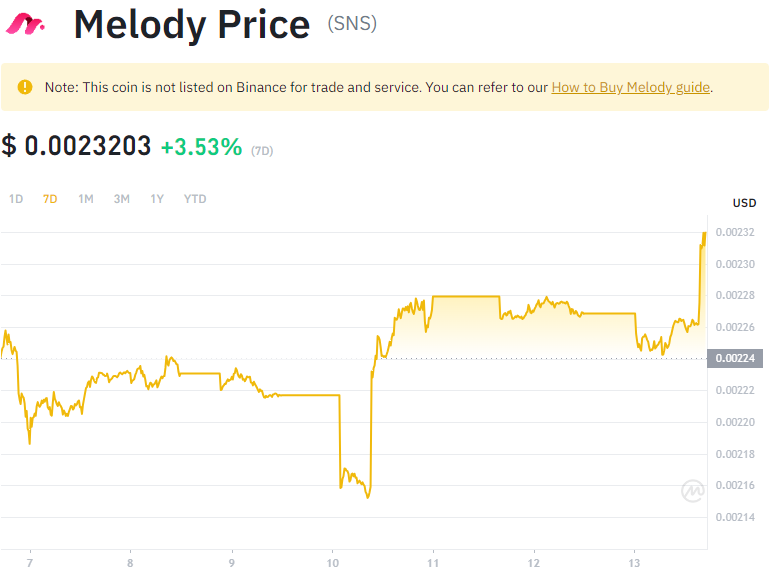 Melody Price (SNS)
Note: This coin is not listed on Binance for trade and service. You can refer to our How to Buy Melody guide.
$ 0.0023203 +3.53% (7D)
1D 7D 1M 3M 1Y YTD
USD
0.00232
0.00230
0.00228
0.00226
0.00224
0.00222
0.00220
0.00218
0.00216
0.00214
7 8 9 10 11 12 13